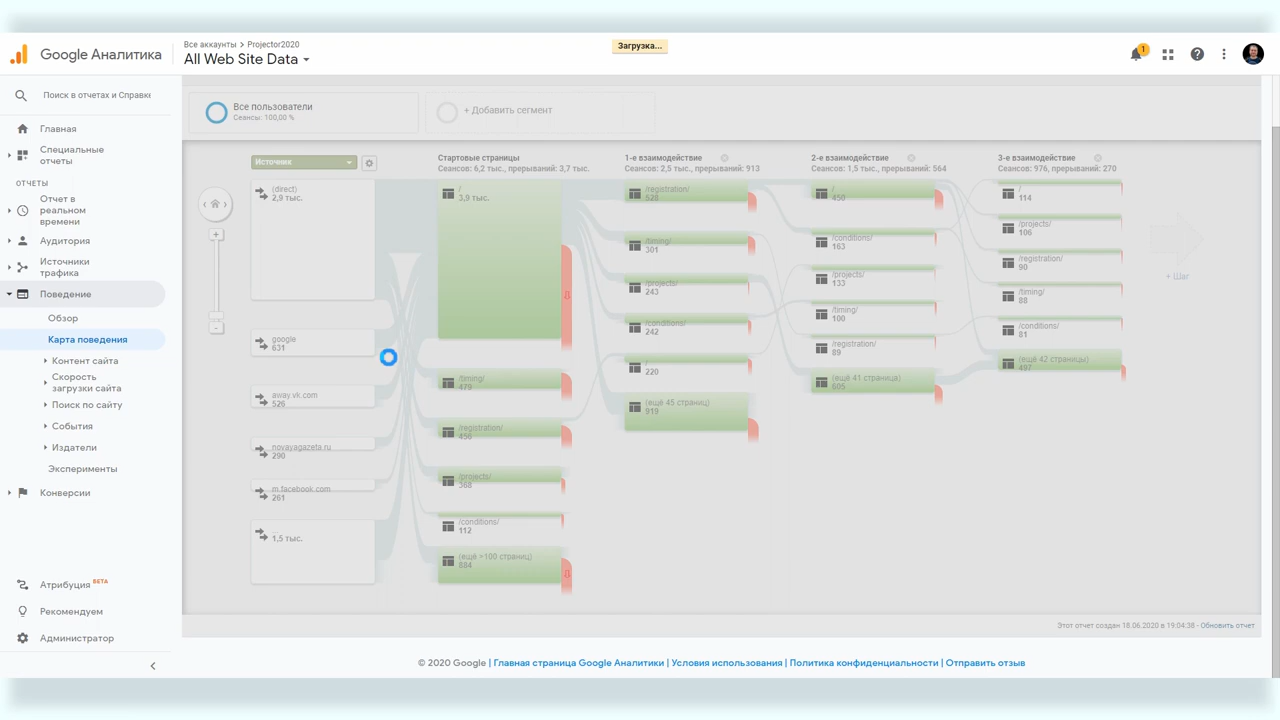 Google Аналитика
Все аккаунты > Projector2020
All Web Site Data
Загрузка...
1
Поиск в отчетах и Справке
Главная
Специальные
отчеты
ОТЧЕТЫ
Отчет в
реальном
времени
Аудитория
Источники
трафика
Поведение
Обзор
Карта поведения
Контент сайта
Скорость
загрузки сайта
Поиск по сайту
События
Издатели
Эксперименты
Конверсии
Атрибуция BETA
Рекомендуем
Администратор
Все пользователи
Сеансы: 100,00 %
+ Добавить сегмент
Источник
(direct)
2,9 тыс.
google
631
away.vk.com
526
novayagazeta.ru
290
m.facebook.com
261
1,5 тыс.
Стартовые страницы
Сеансов: 6,2 тыс., прерываний: 3,7 тыс.
/
3,9 тыс.
/timing/
475
/registration/
456
/projects/
368
/conditions/
112
(ещё +100 страниц)
884
1-е взаимодействие
Сеансов: 2,5 тыс., прерываний: 913
/registration/
528
/timing/
301
/projects/
243
/conditions/
242
/
220
(ещё 45 страниц)
919
2-е взаимодействие
Сеансов: 1,5 тыс., прерываний: 564
/
450
/conditions/
163
/projects/
133
/timing/
100
/registration/
89
(ещё 41 страница)
605
3-е взаимодействие
Сеансов: 976, прерываний: 270
/
114
/projects/
106
/registration/
90
/timing/
88
/conditions/
81
(ещё 42 страницы)
497
+ Шаг
Этот отчет создан 18.06.2020 в 19:04:38 - Обновить отчет
© 2020 Google | Главная страница Google Аналитики | Условия использования | Политика конфиденциальности | Отправить отзыв